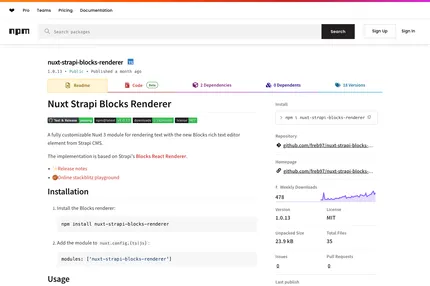 ❤ Pro Teams Pricing Documentation
npm
Search packages
Search
Sign Up
Sign In
nuxt-strapi-blocks-renderer TS
1.0.13 • Public • Published a month ago
Readme
Code Beta
1 Dependencies
0 Dependents
18 Versions
Nuxt Strapi Blocks Renderer
A fully customizable Nuxt 3 module for rendering text with the new Blocks rich text editor
element from Strapi CMS.
The implementation is based on Strapi's Blocks React Renderer.
• Release notes
• Online stackblitz playground
Installation
1. Install the Blocks renderer:
npm install nuxt-strapi-blocks-renderer
2. Add the module to nuxt.config.(ts|js) :
modules: ['nuxt-strapi-blocks-renderer']
Usage
Install
> npm i nuxt-strapi-blocks-renderer
Repository
github.com/freb97/nuxt-strapi-blocks-...
Homepage
github.com/freb97/nuxt-strapi-blocks-...
Weekly Downloads
478
Version
License
1.0.13
MIT
Unpacked Size
Total Files
23.9 kB
35
Issues
Pull Requests
0
0
Last publish